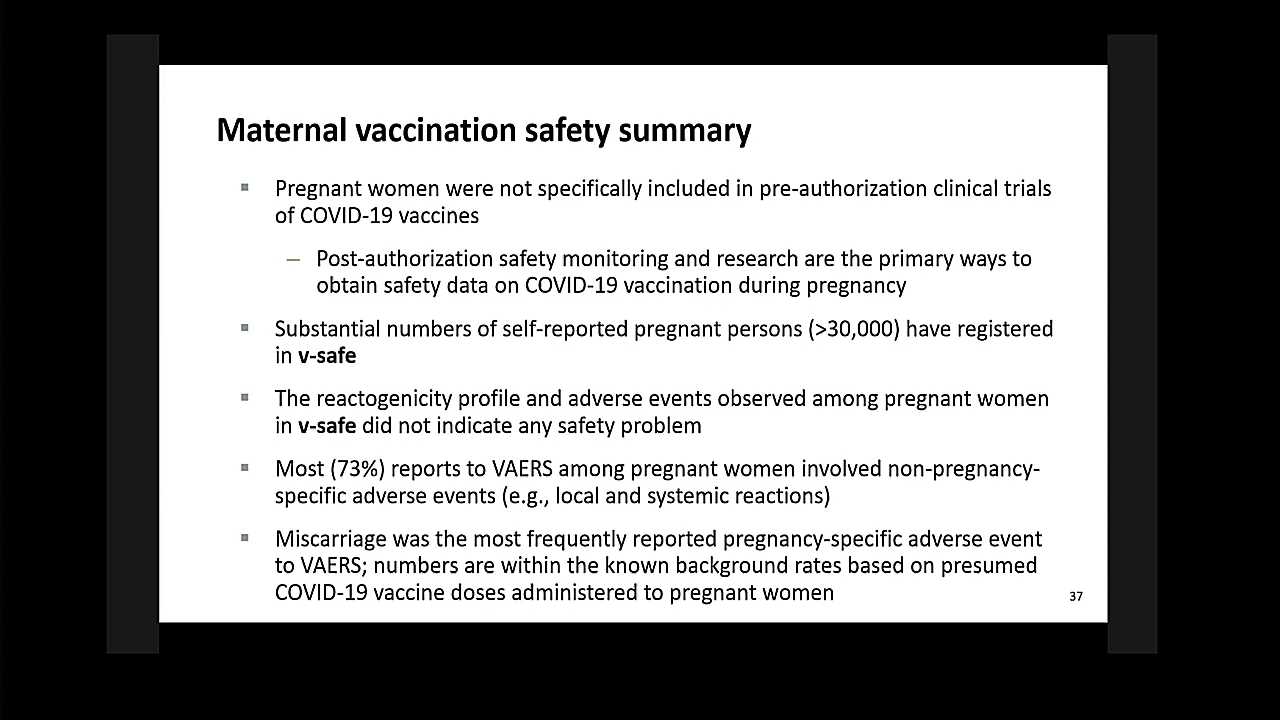 Maternal vaccination safety summary
Pregnant women were not specifically included in pre-authorization clinical trials
of COVID-19 vaccines
– Post-authorization safety monitoring and research are the primary ways to
obtain safety data on COVID-19 vaccination during pregnancy
Substantial numbers of self-reported pregnant persons (>30,000) have registered
in v-safe
The reactogenicity profile and adverse events observed among pregnant women
in v-safe did not indicate any safety problem
Most (73%) reports to VAERS among pregnant women involved non-pregnancy-
specific adverse events (e.g., local and systemic reactions)
Miscarriage was the most frequently reported pregnancy-specific adverse event
to VAERS; numbers are within the known background rates based on presumed
COVID-19 vaccine doses administered to pregnant women
37